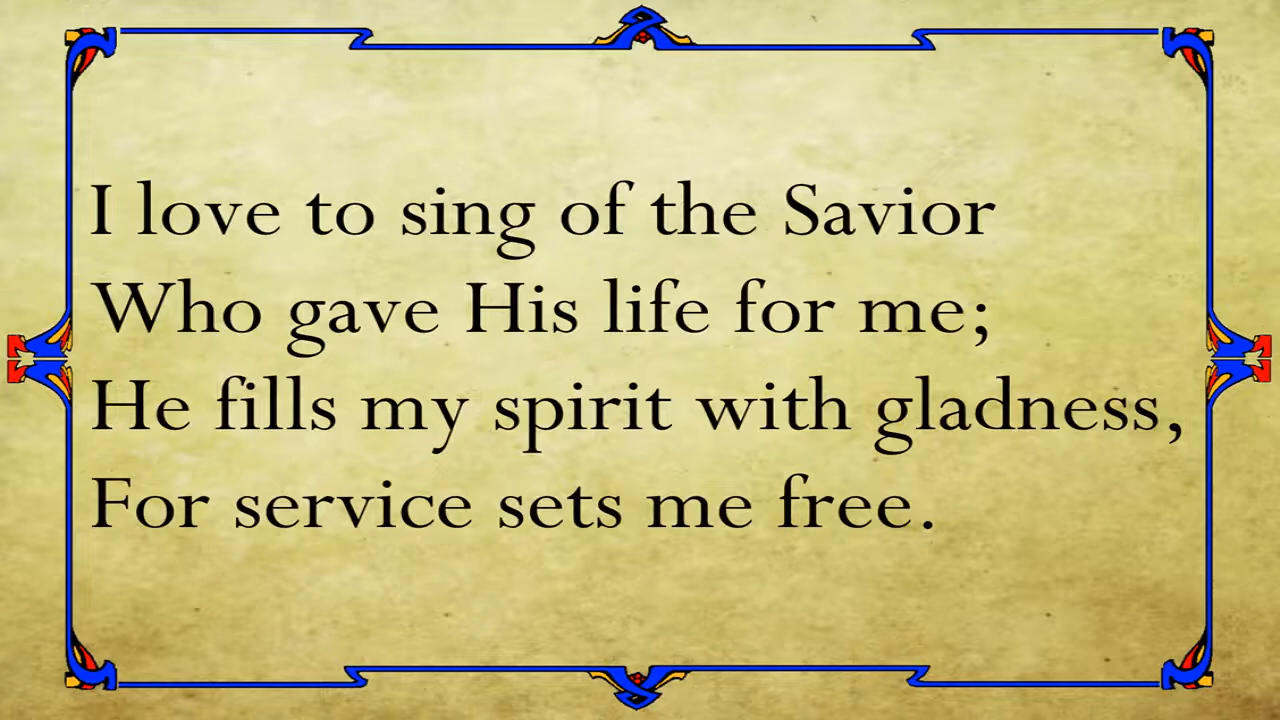 I love to sing of the Savior
Who gave His life for me;
He fills my spirit with gladness,
For service sets me free.